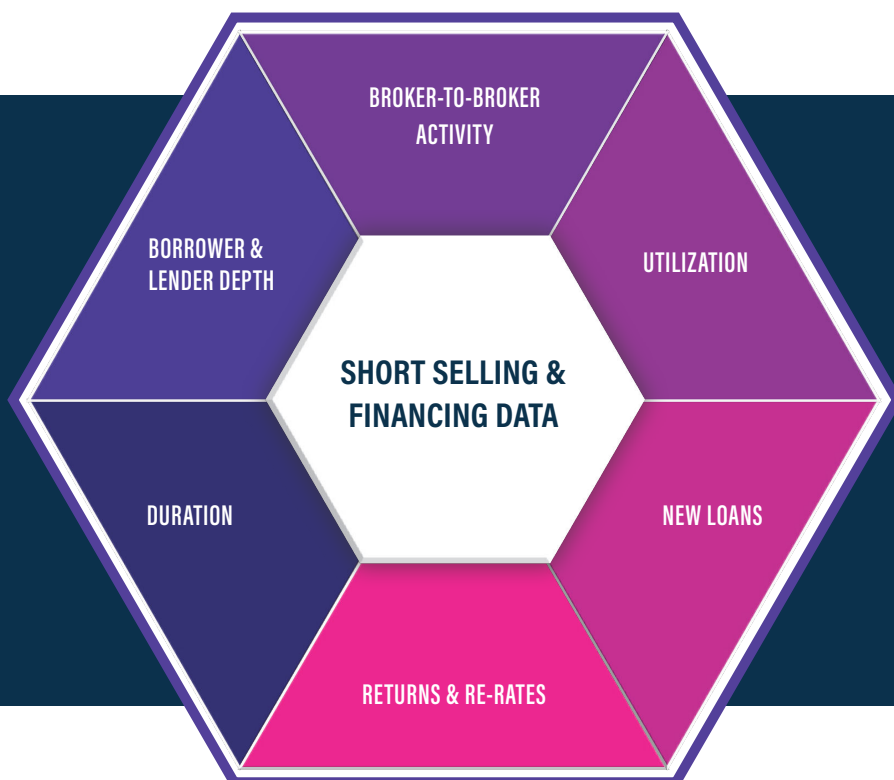 BROKER-TO-BROKER
ACTIVITY
BORROWER &
LENDER DEPTH
UTILIZATION
SHORT SELLING &
FINANCING DATA
DURATION
NEW LOANS
RETURNS & RE-RATES